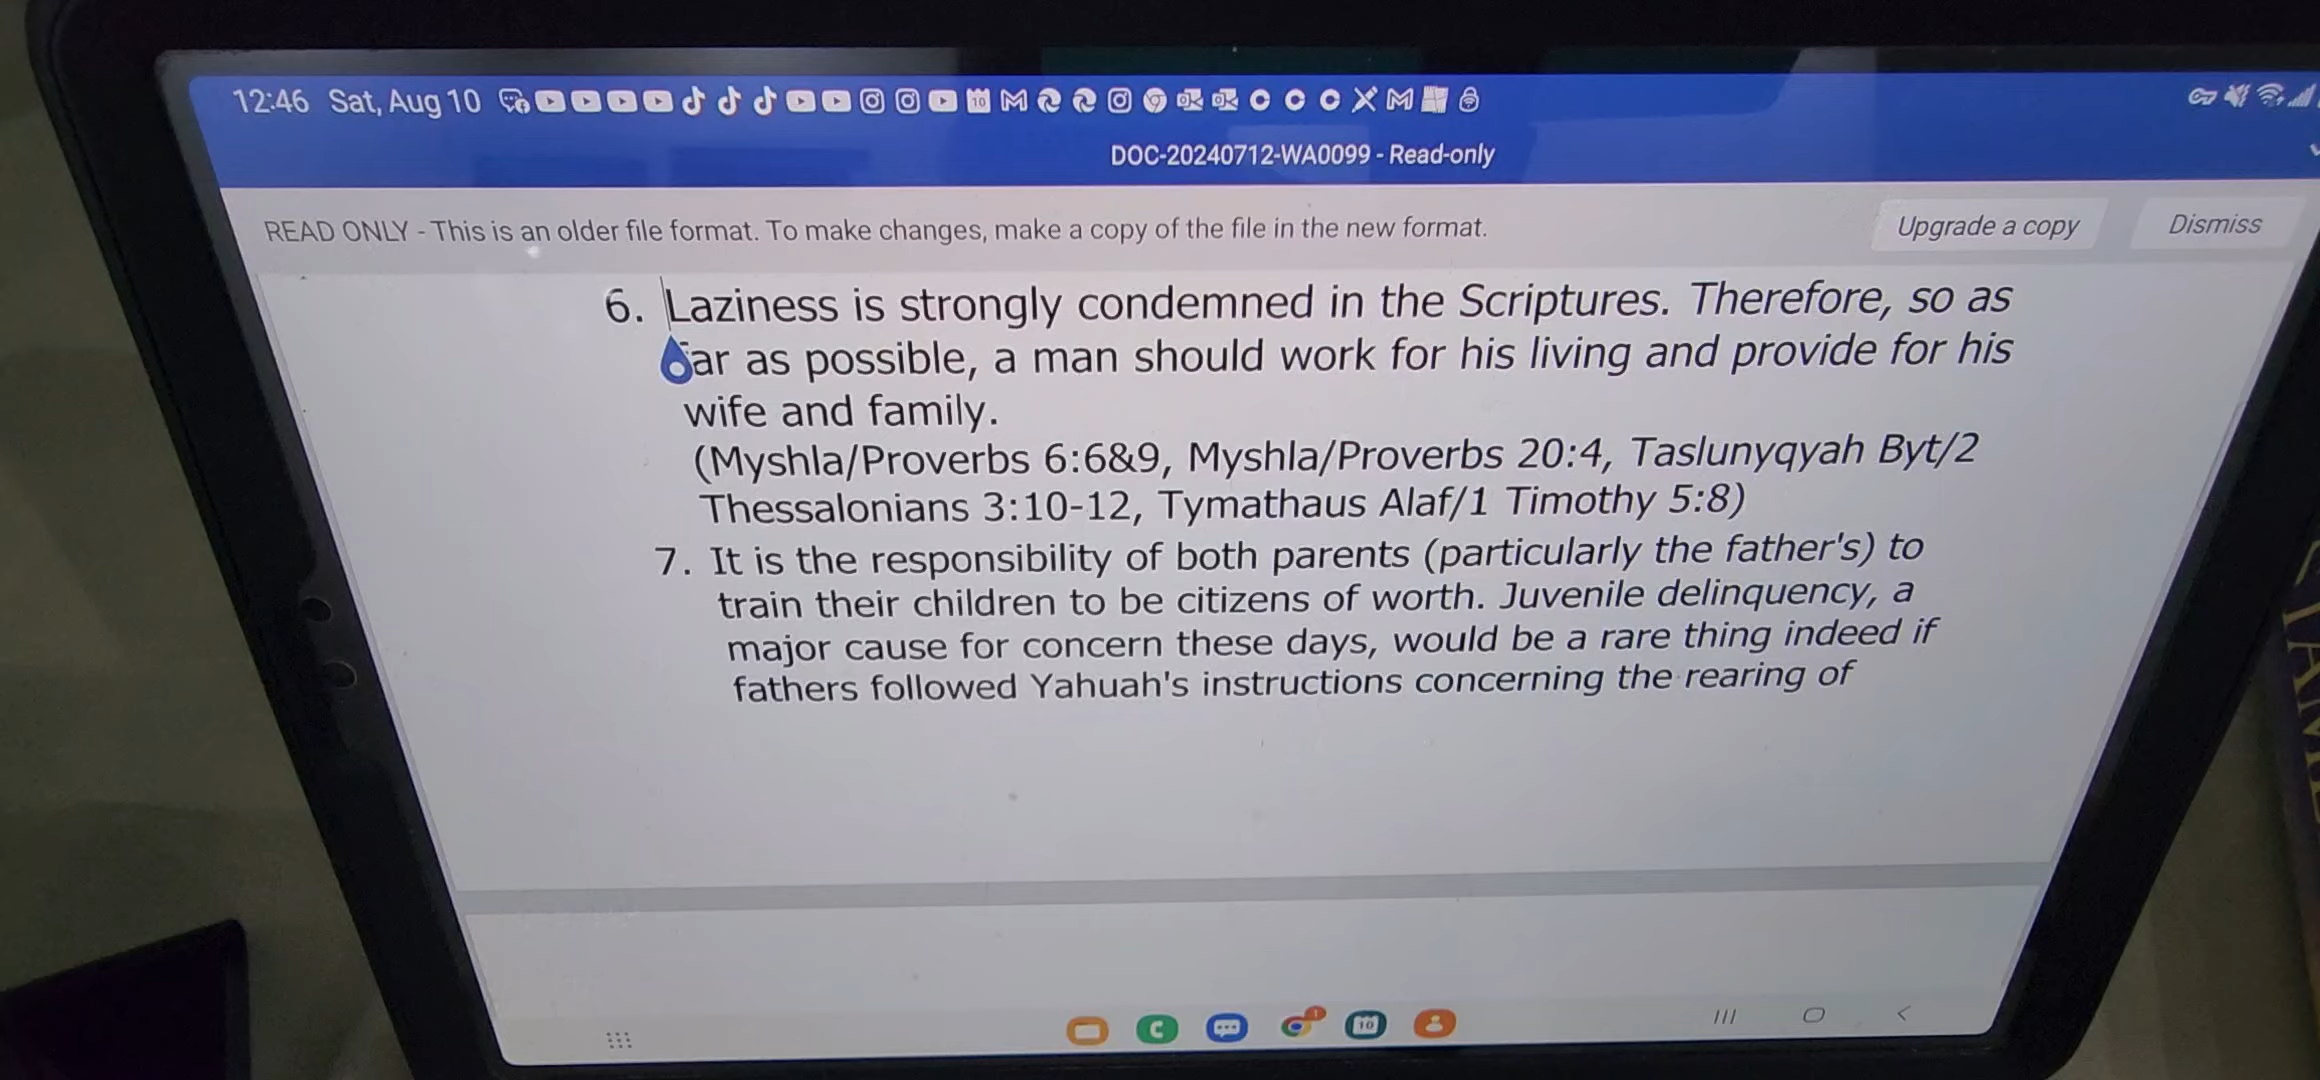 12:46 Sat, Aug 10
DOC-20240712-WA0099 - Read-only
READ ONLY - This is an older file format. To make changes, make a copy of the file in the new format.
Upgrade a copy
Dismiss
6. Laziness is strongly condemned in the Scriptures. Therefore, so as
far as possible, a man should work for his living and provide for his
wife and family.
(Myshla/Proverbs 6:6&9, Myshla/Proverbs 20:4, Taslunyqyah Byt/2
Thessalonians 3:10-12, Tymathaus Alaf/1 Timothy 5:8)
7. It is the responsibility of both parents (particularly the father's) to
train their children to be citizens of worth. Juvenile delinquency, a
major cause for concern these days, would be a rare thing indeed if
fathers followed Yahuah's instructions concerning the rearing of